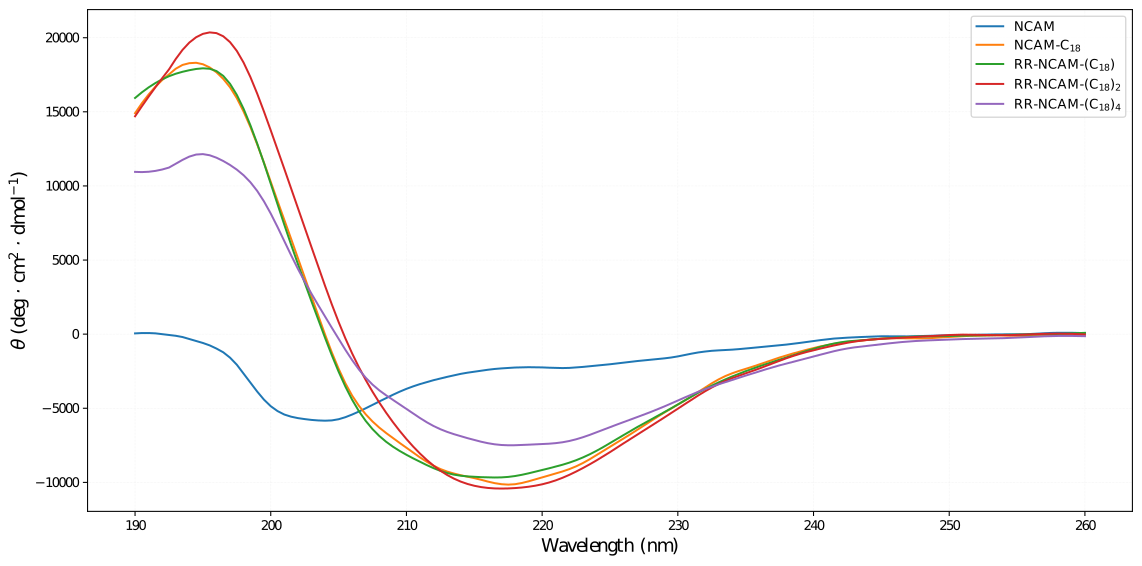 NCAM
NCAM-C₁₈
RR-NCAM-(C₁₈)
RR-NCAM-(C₁₈)₂
RR-NCAM-(C₁₈)₄
20000
15000
10000
5000
0
−5000
−10000
θ (deg · cm² · dmol⁻¹)
190 200 210 220 230 240 250 260
Wavelength (nm)